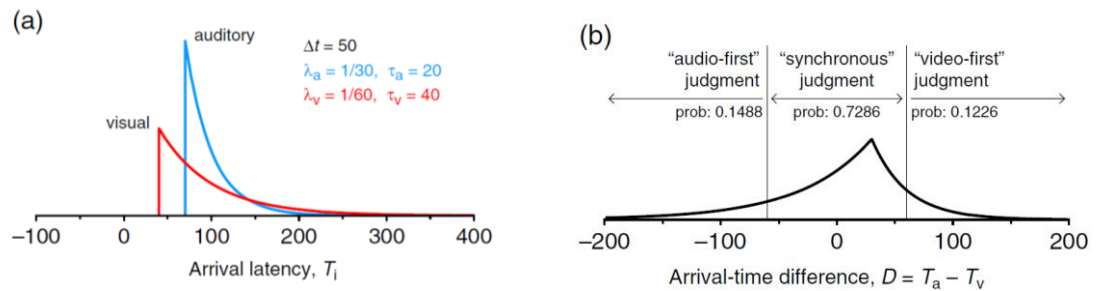 (a)
auditory
Δt = 50
λa = 1/30, τa = 20
λv = 1/60, τv = 40
visual
−100 0 100 200 300 400
Arrival latency, Ti
(b)
“audio-first” “synchronous” “video-first”
judgment judgment judgment
prob: 0.1488 prob: 0.7286 prob: 0.1226
−200 −100 0 100 200
Arrival-time difference, D = Ta − Tv